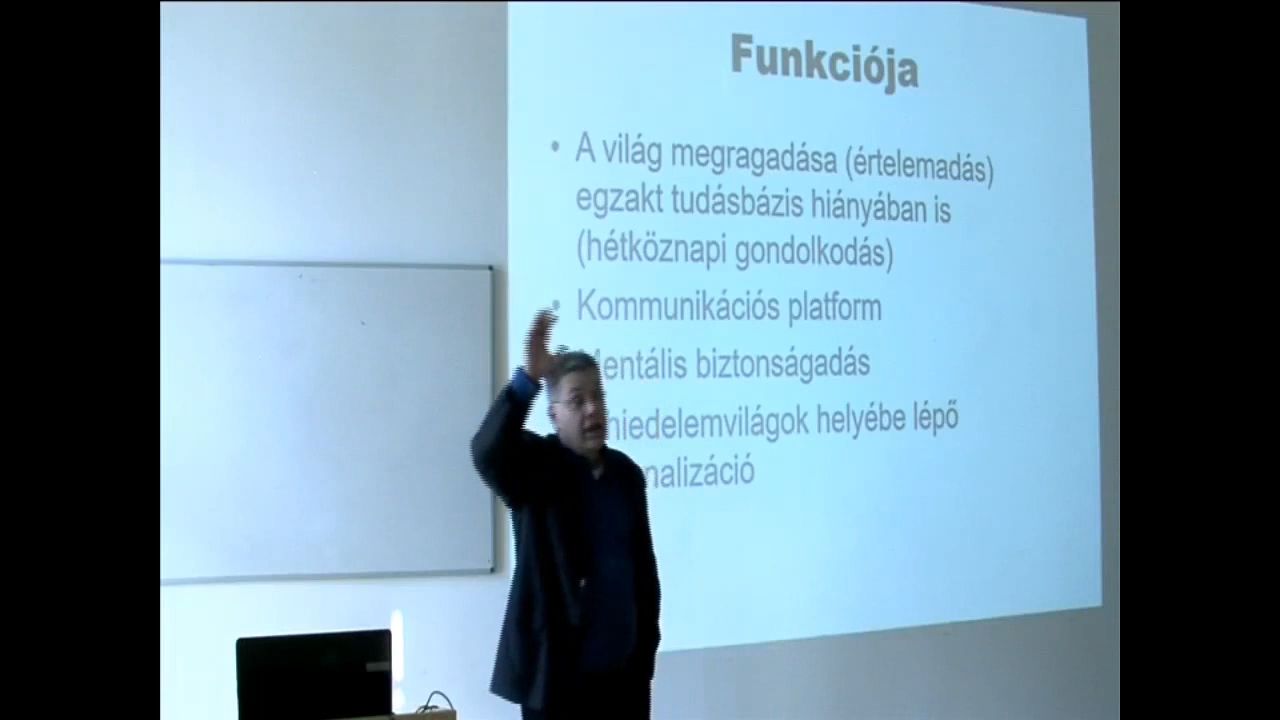 Funkciója
• A világ megragadása (értelemadás)
egzakt tudásbázis hiányában is
(hétköznapi gondolkodás)
• Kommunikációs platform
biztonságadás
helyébe lépő